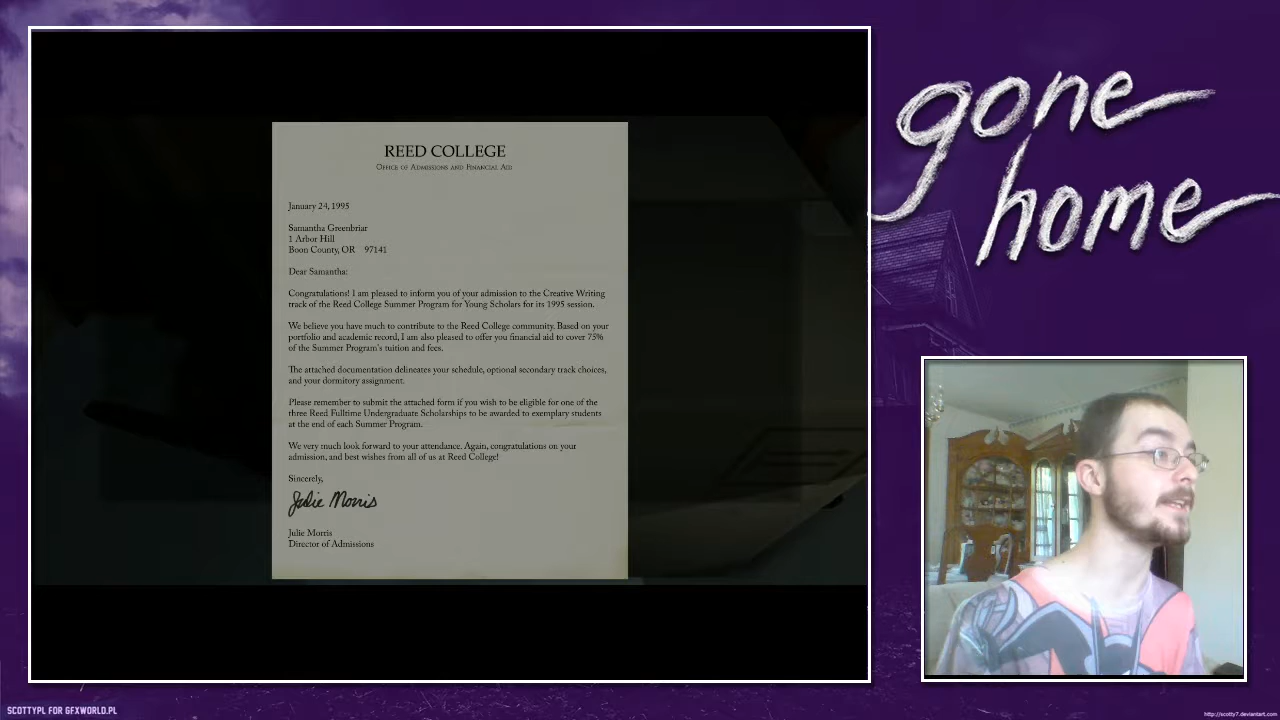 gone
home
REED COLLEGE
Office of Admissions and Financial Aid
January 24, 1995
Samantha Greenbriar
1 Arbor Hill
Boon County, OR 97141
Dear Samantha:
Congratulations! I am pleased to inform you of your admission to the Creative Writing
track of the Reed College Summer Program for Young Scholars for its 1995 session.
We believe you have much to contribute to the Reed College community. Based on your
portfolio and academic record, I am also pleased to offer you financial aid to cover 75%
of the Summer Program's tuition and fees.
The attached documentation delineates your schedule, optional secondary track choices,
and your dormitory assignment.
Please remember to submit the attached form if you wish to be eligible for one of the
three Reed Fulltime Undergraduate Scholarships to be awarded to exemplary students
at the end of each Summer Program.
We very much look forward to your attendance. Again, congratulations on your
admission, and best wishes from all of us at Reed College!
Sincerely,
Julie Morris
Julie Morris
Director of Admissions
SCOTTYPL FOR GFXWORLD.PL
http://scotty7.deviantart.com